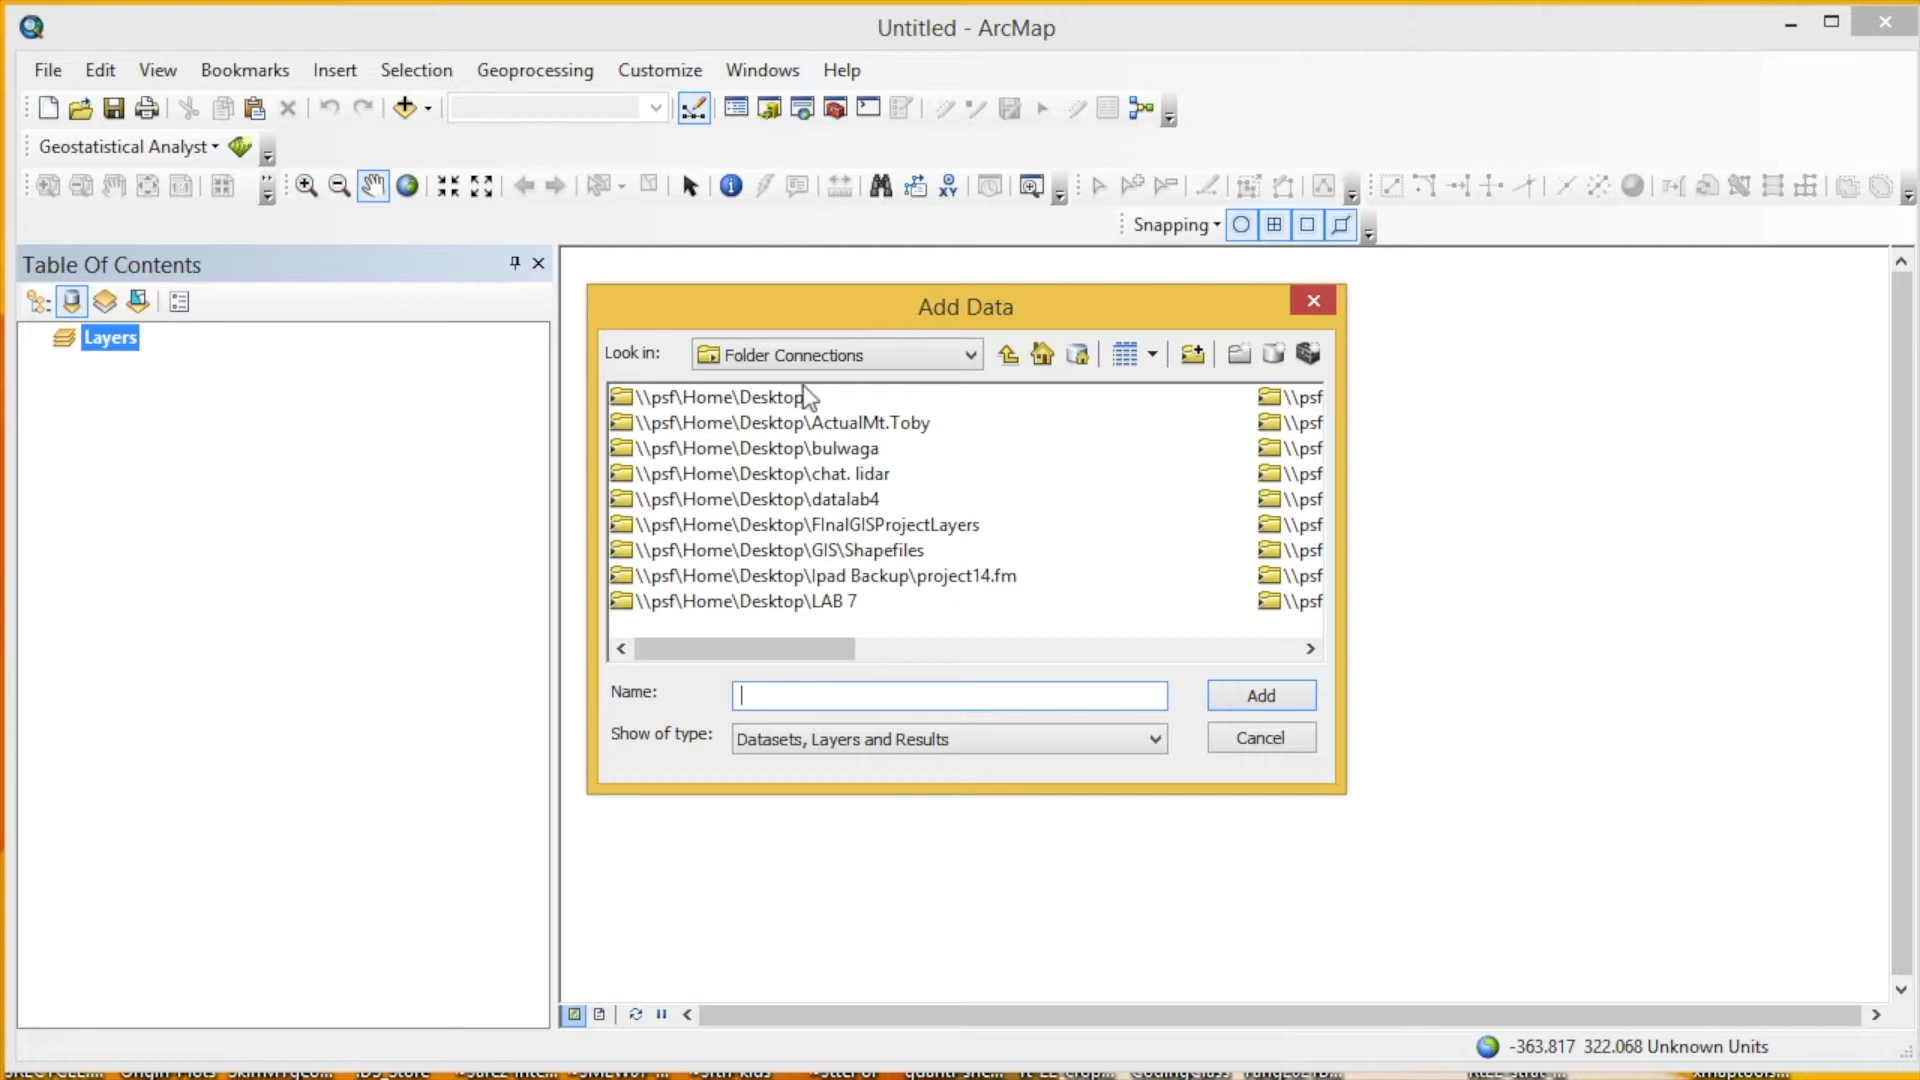 Untitled - ArcMap
File Edit View Bookmarks Insert Selection Geoprocessing Customize Windows Help
Geostatistical Analyst
Snapping
Table Of Contents
Layers
Add Data
Look in: Folder Connections
\\psf\Home\Desktop \\psf
\\psf\Home\Desktop\ActualMt.Toby \\psf
\\psf\Home\Desktop\bulwaga \\psf
\\psf\Home\Desktop\chat. lidar \\psf
\\psf\Home\Desktop\datalab4 \\psf
\\psf\Home\Desktop\FInalGISProjectLayers \\psf
\\psf\Home\Desktop\GIS\Shapefiles \\psf
\\psf\Home\Desktop\Ipad Backup\project14.fm \\psf
\\psf\Home\Desktop\LAB 7 \\psf
Name: Add
Show of type: Datasets, Layers and Results Cancel
-363.817 322.068 Unknown Units